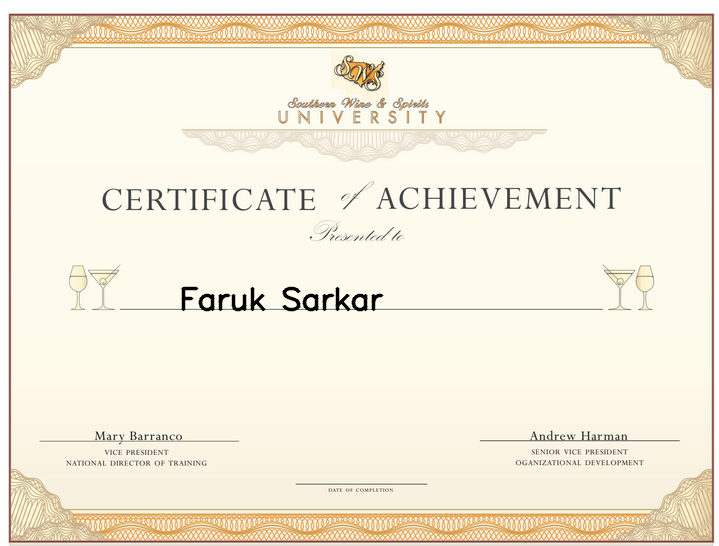 SWS
Southern Wine & Spirits
UNIVERSITY
CERTIFICATE of ACHIEVEMENT
Presented to
Faruk Sarkar
Mary Barranco
VICE PRESIDENT
NATIONAL DIRECTOR OF TRAINING
Andrew Harman
SENIOR VICE PRESIDENT
OGANIZATIONAL DEVELOPMENT
DATE OF COMPLETION